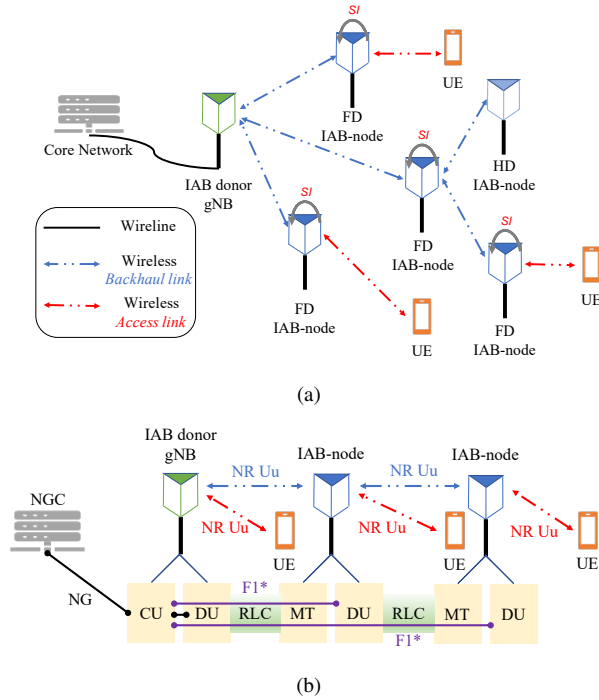 SI
UE
FD
IAB-node
Core Network
IAB donor
gNB
SI
HD
IAB-node
FD
IAB-node
SI
FD
IAB-node
UE
SI
FD
IAB-node
UE
Wireline
Wireless
Backhaul link
Wireless
Access link
(a)
IAB donor
gNB
IAB-node
IAB-node
NR Uu
NR Uu
NGC
NR Uu
NR Uu
NR Uu
UE
UE
UE
NG
F1*
CU
DU
RLC
MT
DU
RLC
MT
DU
F1*
(b)